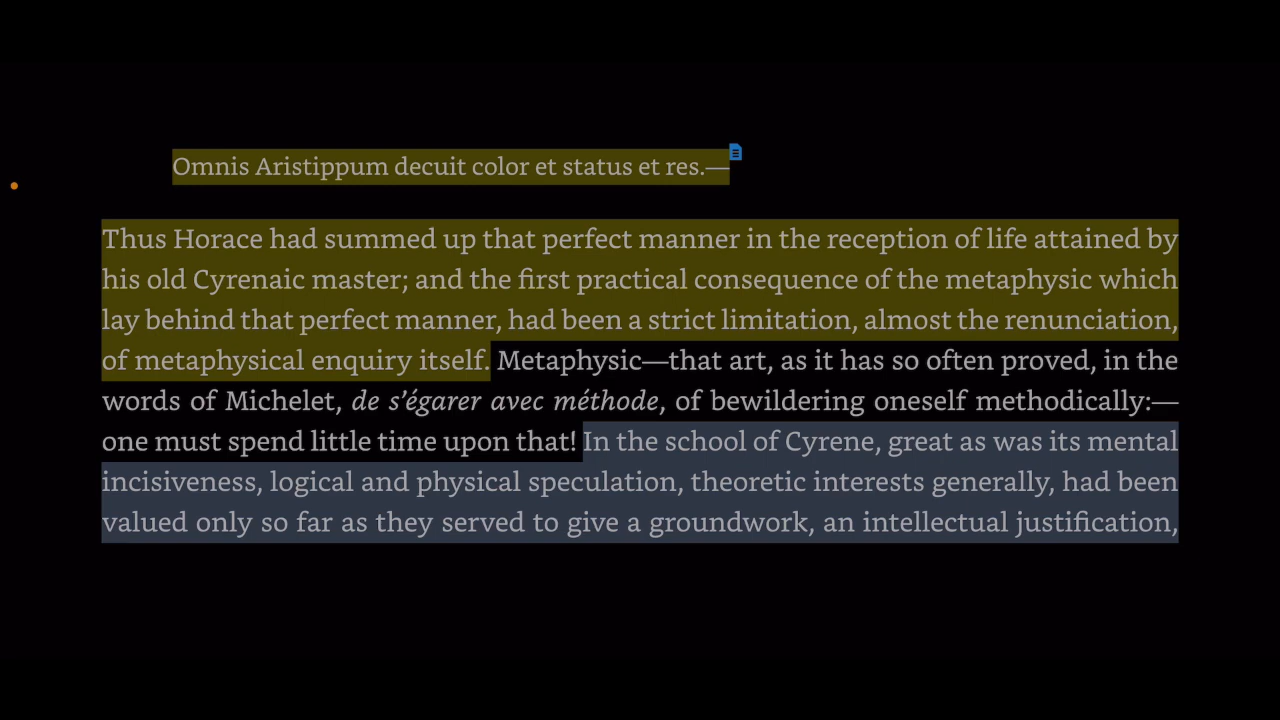 Omnis Aristippum decuit color et status et res.—
Thus Horace had summed up that perfect manner in the reception of life attained by
his old Cyrenaic master; and the first practical consequence of the metaphysic which
lay behind that perfect manner, had been a strict limitation, almost the renunciation,
of metaphysical enquiry itself. Metaphysic—that art, as it has so often proved, in the
words of Michelet, de s’égarer avec méthode, of bewildering oneself methodically:—
one must spend little time upon that! In the school of Cyrene, great as was its mental
incisiveness, logical and physical speculation, theoretic interests generally, had been
valued only so far as they served to give a groundwork, an intellectual justification,